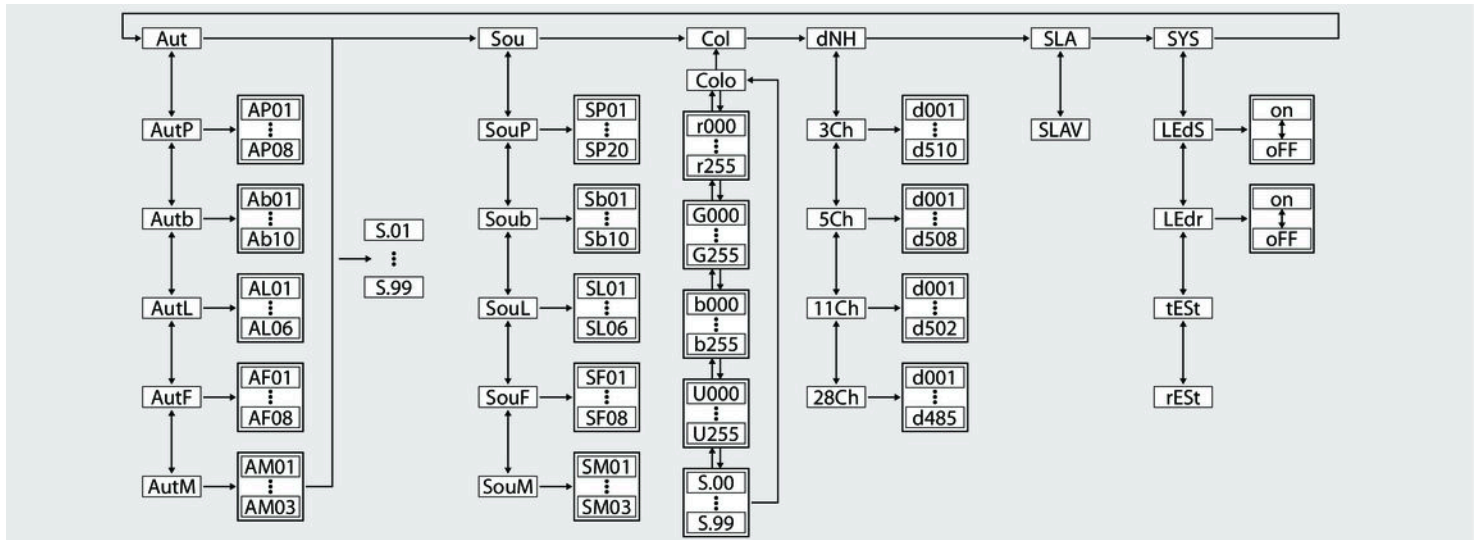 Aut
Sou
Col
dNH
SLA
SYS
AutP
AP01
AP08
Autb
Ab01
Ab10
AutL
AL01
AL06
AutF
AF01
AF08
AutM
AM01
AM03
S.01
S.99
SouP
SP01
SP20
Soub
Sb01
Sb10
SouL
SL01
SL06
SouF
SF01
SF08
SouM
SM01
SM03
Colo
r000
r255
G000
G255
b000
b255
U000
U255
S.00
S.99
3Ch
d001
d510
5Ch
d001
d508
11Ch
d001
d502
28Ch
d001
d485
SLAV
LEdS
on
oFF
LEdr
on
oFF
tESt
rESt